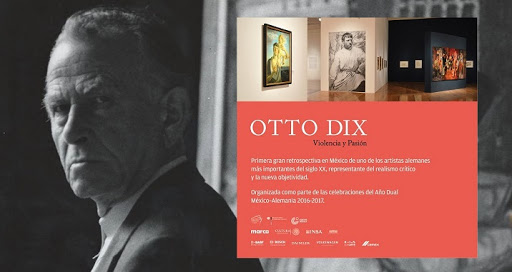 OTTO DIX
Violencia y Pasión
Primera gran retrospectiva en México de uno de los artistas alemanes
más importantes del siglo XX, representante del realismo crítico
y la nueva objetividad.
Organizada como parte de las celebraciones del Año Dual
México-Alemania 2016-2017.
marco